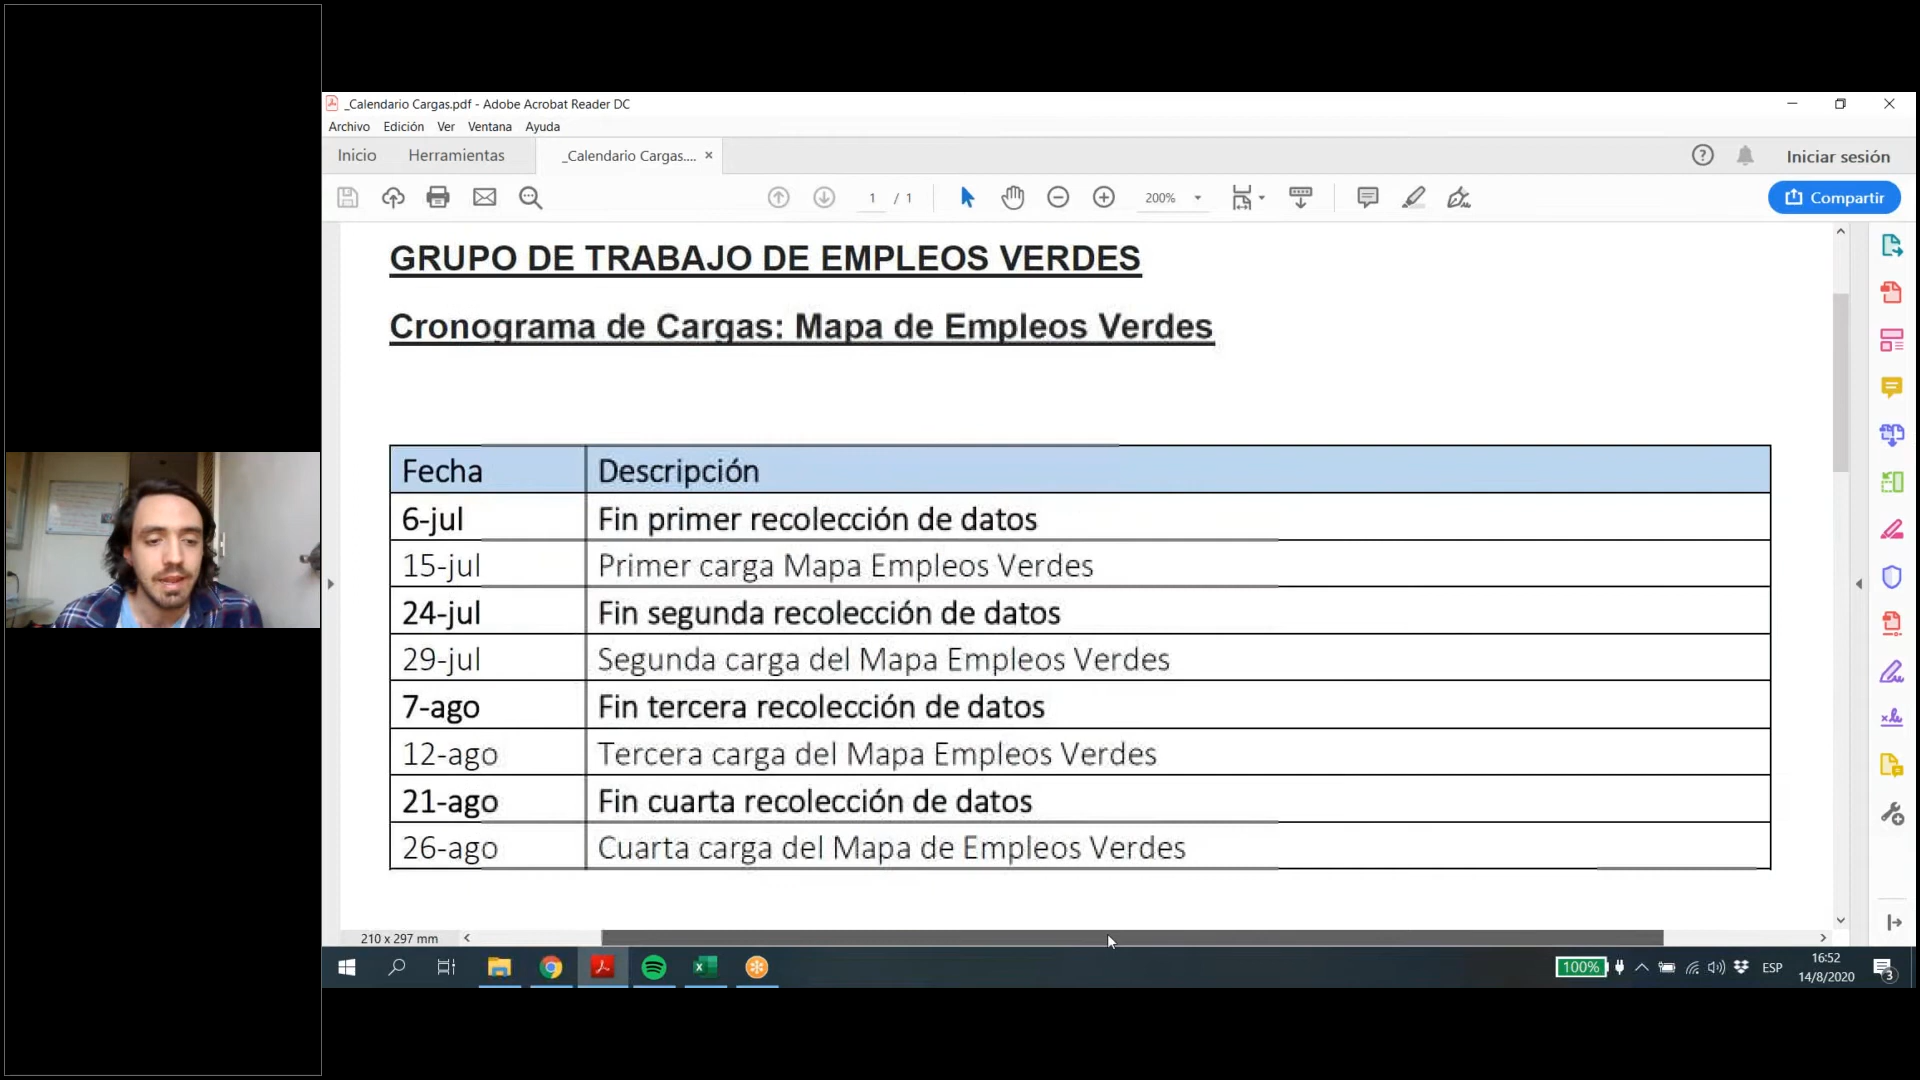 _Calendario Cargas.pdf - Adobe Acrobat Reader DC
Archivo Edición Ver Ventana Ayuda
Inicio Herramientas _Calendario Cargas.... × Iniciar sesión
1 / 1 200% Compartir
GRUPO DE TRABAJO DE EMPLEOS VERDES
Cronograma de Cargas: Mapa de Empleos Verdes
Fecha Descripción
6-jul Fin primer recolección de datos
15-jul Primer carga Mapa Empleos Verdes
24-jul Fin segunda recolección de datos
29-jul Segunda carga del Mapa Empleos Verdes
7-ago Fin tercera recolección de datos
12-ago Tercera carga del Mapa Empleos Verdes
21-ago Fin cuarta recolección de datos
26-ago Cuarta carga del Mapa de Empleos Verdes
210 x 297 mm
100% ESP 16:52
14/8/2020 3